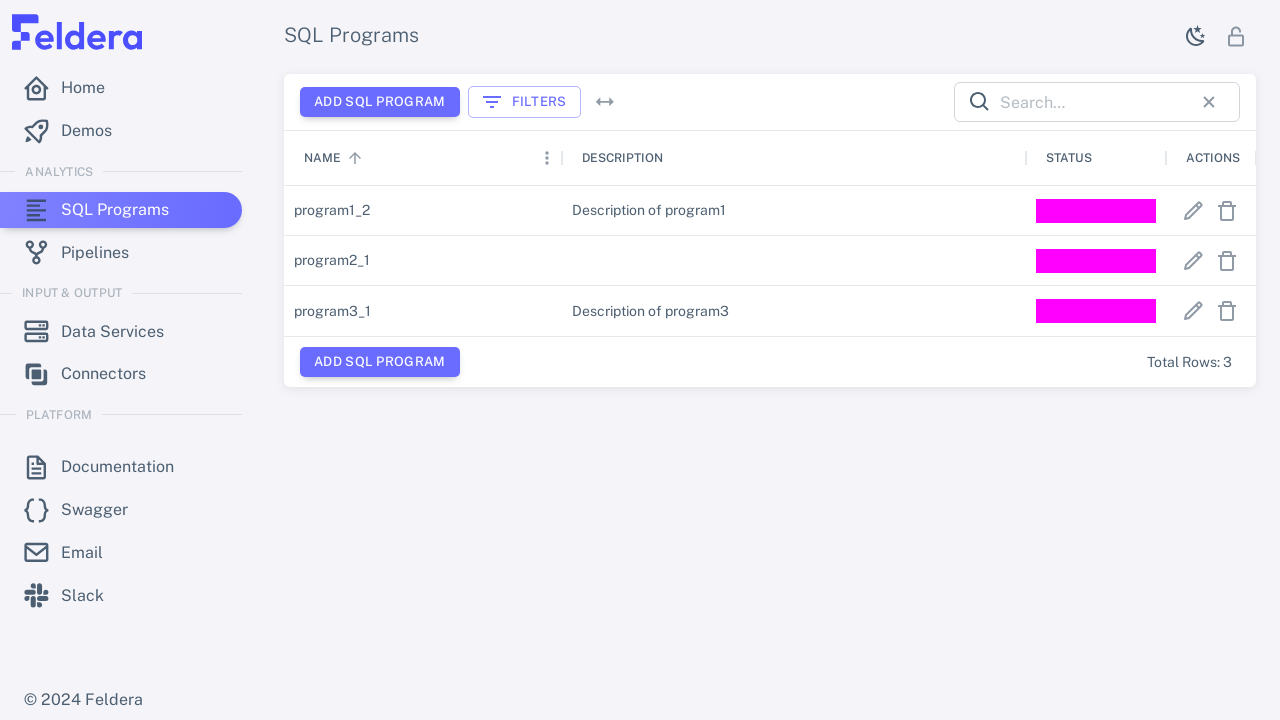 Feldera
SQL Programs
Home
Demos
ANALYTICS
SQL Programs
Pipelines
INPUT & OUTPUT
Data Services
Connectors
PLATFORM
Documentation
Swagger
Email
Slack
© 2024 Feldera
ADD SQL PROGRAM
FILTERS
Search...
NAME
DESCRIPTION
STATUS
ACTIONS
program1_2
Description of program1
program2_1
program3_1
Description of program3
ADD SQL PROGRAM
Total Rows: 3